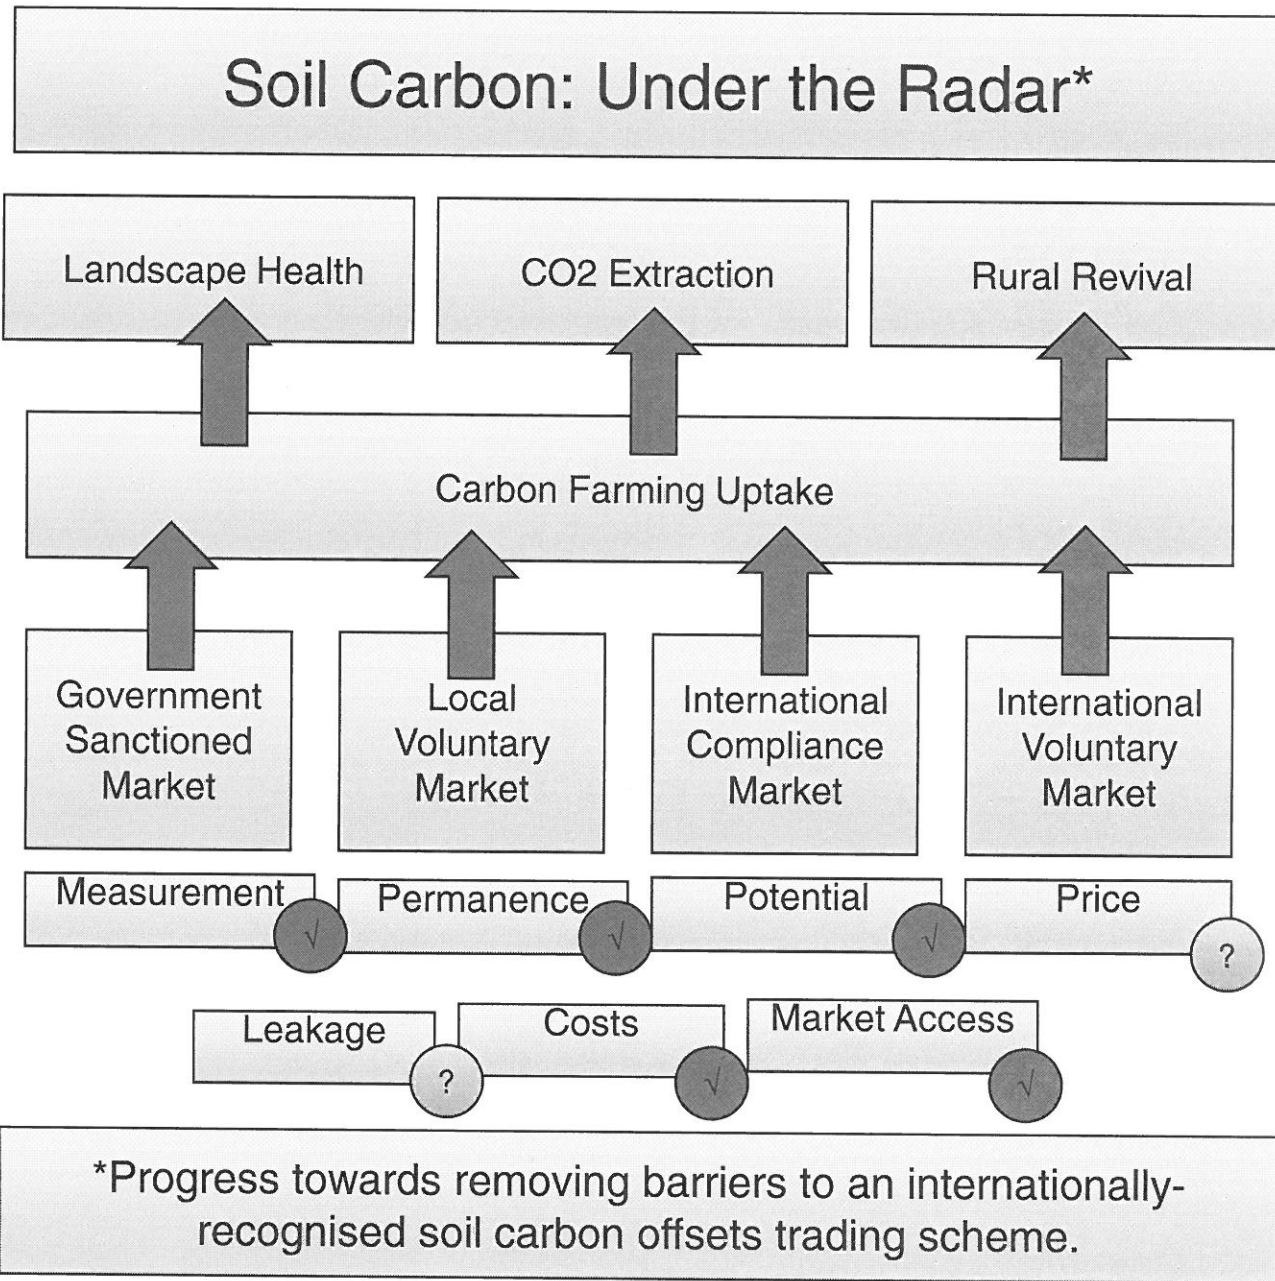 Soil Carbon: Under the Radar*
Landscape Health
CO2 Extraction
Rural Revival
Carbon Farming Uptake
Government
Sanctioned
Market
Local
Voluntary
Market
International
Compliance
Market
International
Voluntary
Market
Measurement
√
Permanence
√
Potential
√
Price
?
Leakage
?
Costs
√
Market Access
√
*Progress towards removing barriers to an internationally-
recognised soil carbon offsets trading scheme.